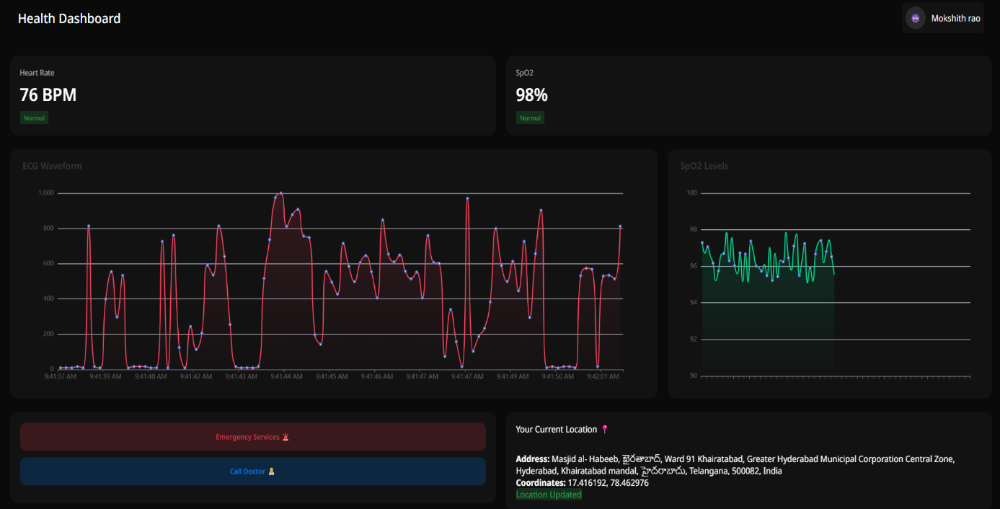 Health Dashboard
Mokshith rao
Heart Rate
76 BPM
Normal
SpO2
98%
Normal
ECG Waveform
1,000
800
600
400
200
0
9:41:37 AM 9:41:39 AM 9:41:40 AM 9:41:42 AM 9:41:43 AM 9:41:44 AM 9:41:45 AM 9:41:46 AM 9:41:47 AM 9:41:47 AM 9:41:49 AM 9:41:50 AM 9:42:01 AM
SpO2 Levels
100
98
96
94
92
90
Emergency Services
Call Doctor
Your Current Location
Address: Masjid al- Habeeb, ఖైరతాబాద్, Ward 91 Khairatabad, Greater Hyderabad Municipal Corporation Central Zone,
Hyderabad, Khairatabad mandal, హైదరాబాదు, Telangana, 500082, India
Coordinates: 17.416192, 78.462976
Location Updated